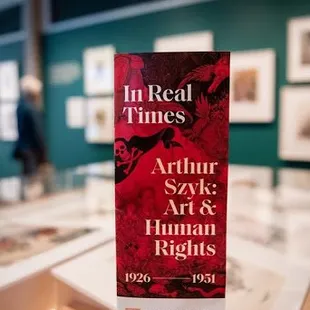 In Real
Times
Arthur
Szyk:
Art &
Human
Rights
1926 — 1951